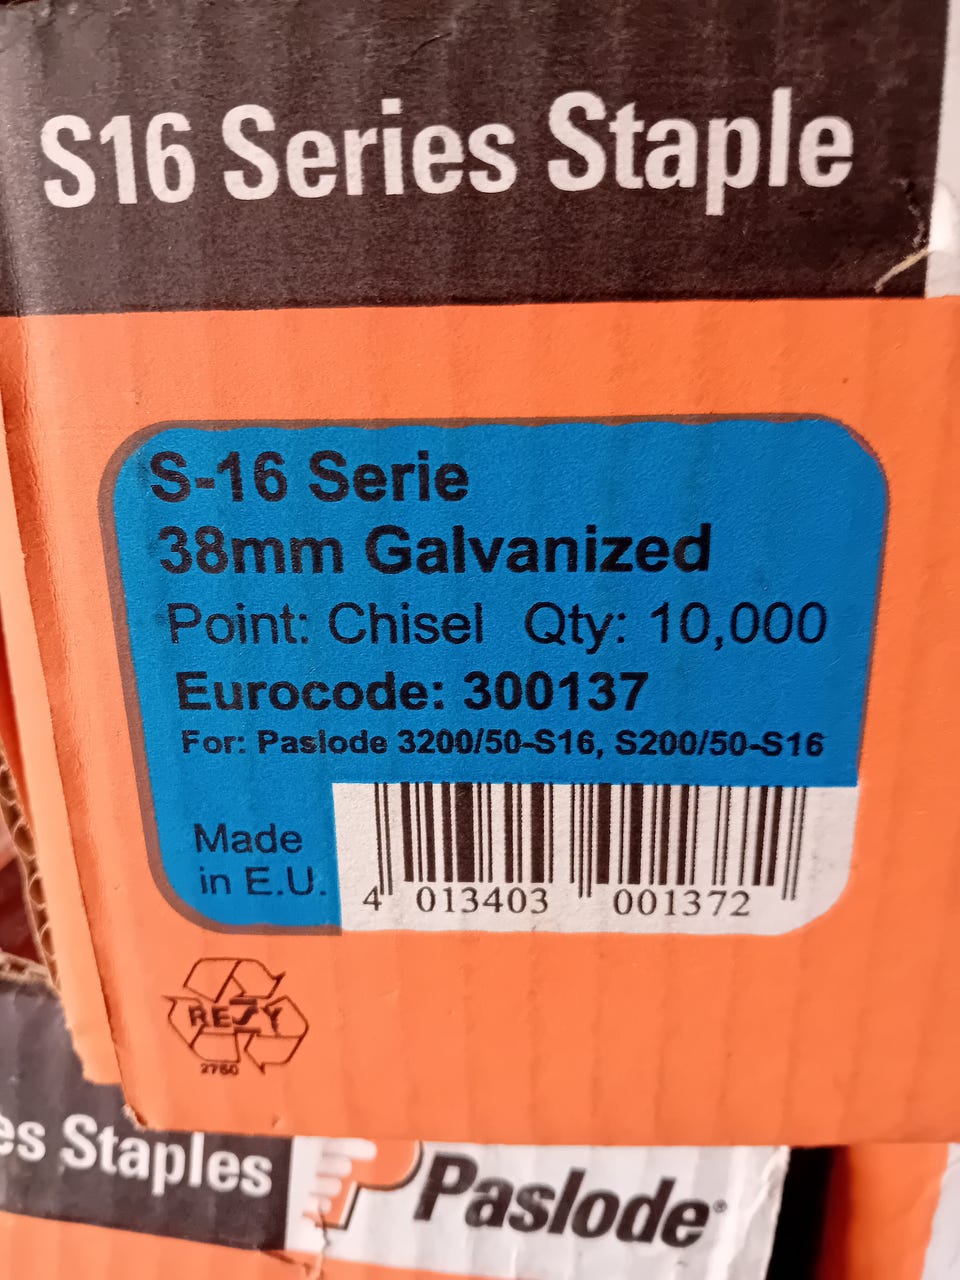 S16 Series Staple
S-16 Serie
38mm Galvanized
Point: Chisel Qty: 10,000
Eurocode: 300137
For: Paslode 3200/50-S16, S200/50-S16
Made
in E.U.
4 013403 001372
RESY
2750
es Staples
Paslode®